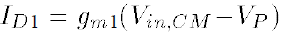 I_{D1} = g_{m1}(V_{in,CM} − V_P)